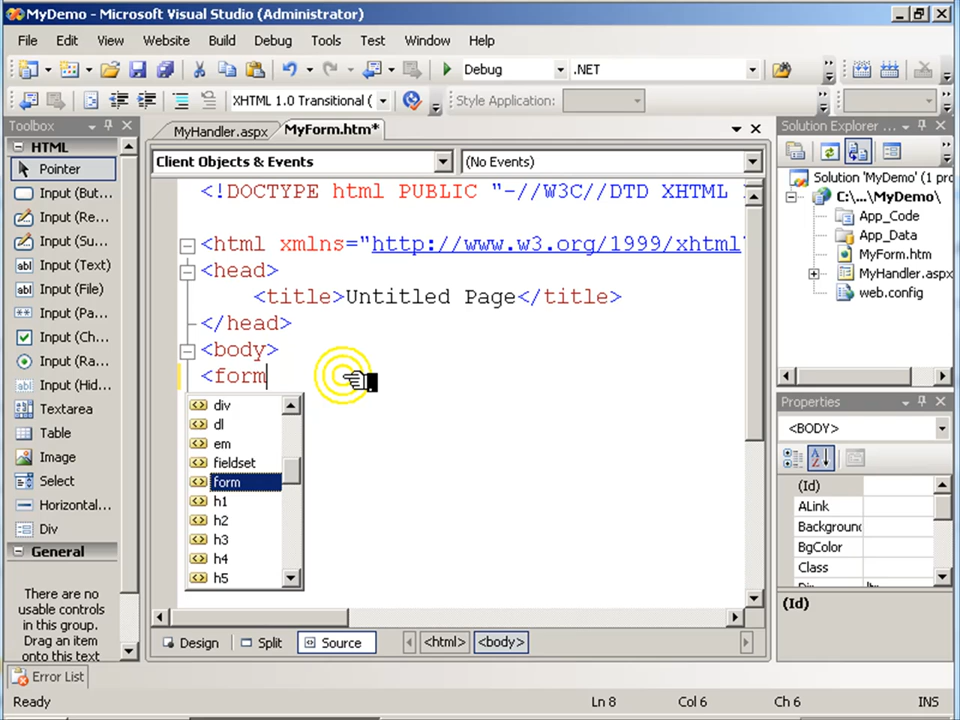 MyDemo - Microsoft Visual Studio (Administrator)
File Edit View Website Build Debug Tools Test Window Help
Debug .NET
XHTML 1.0 Transitional ( Style Application:
Toolbox
HTML
Pointer
Input (But...
Input (Re...
Input (Su...
Input (Text)
Input (File)
Input (Pa...
Input (Ch...
Input (Ra...
Input (Hid...
Textarea
Table
Image
Select
Horizontal...
Div
General
There are no
usable controls
in this group.
Drag an item
onto this text
MyHandler.aspx MyForm.htm*
Client Objects & Events (No Events)
<!DOCTYPE html PUBLIC "-//W3C//DTD XHTML
<html xmlns="http://www.w3.org/1999/xhtml"
<head>
<title>Untitled Page</title>
</head>
<body>
<form
div
dl
em
fieldset
form
h1
h2
h3
h4
h5
Design Split Source <html> <body>
Solution Explorer ...
Solution 'MyDemo' (1 pro
C:\...\MyDemo\
App_Code
App_Data
MyForm.htm
MyHandler.aspx
web.config
Properties
<BODY>
(Id)
ALink
Background
BgColor
Class
(Id)
Error List
Ready Ln 8 Col 6 Ch 6 INS